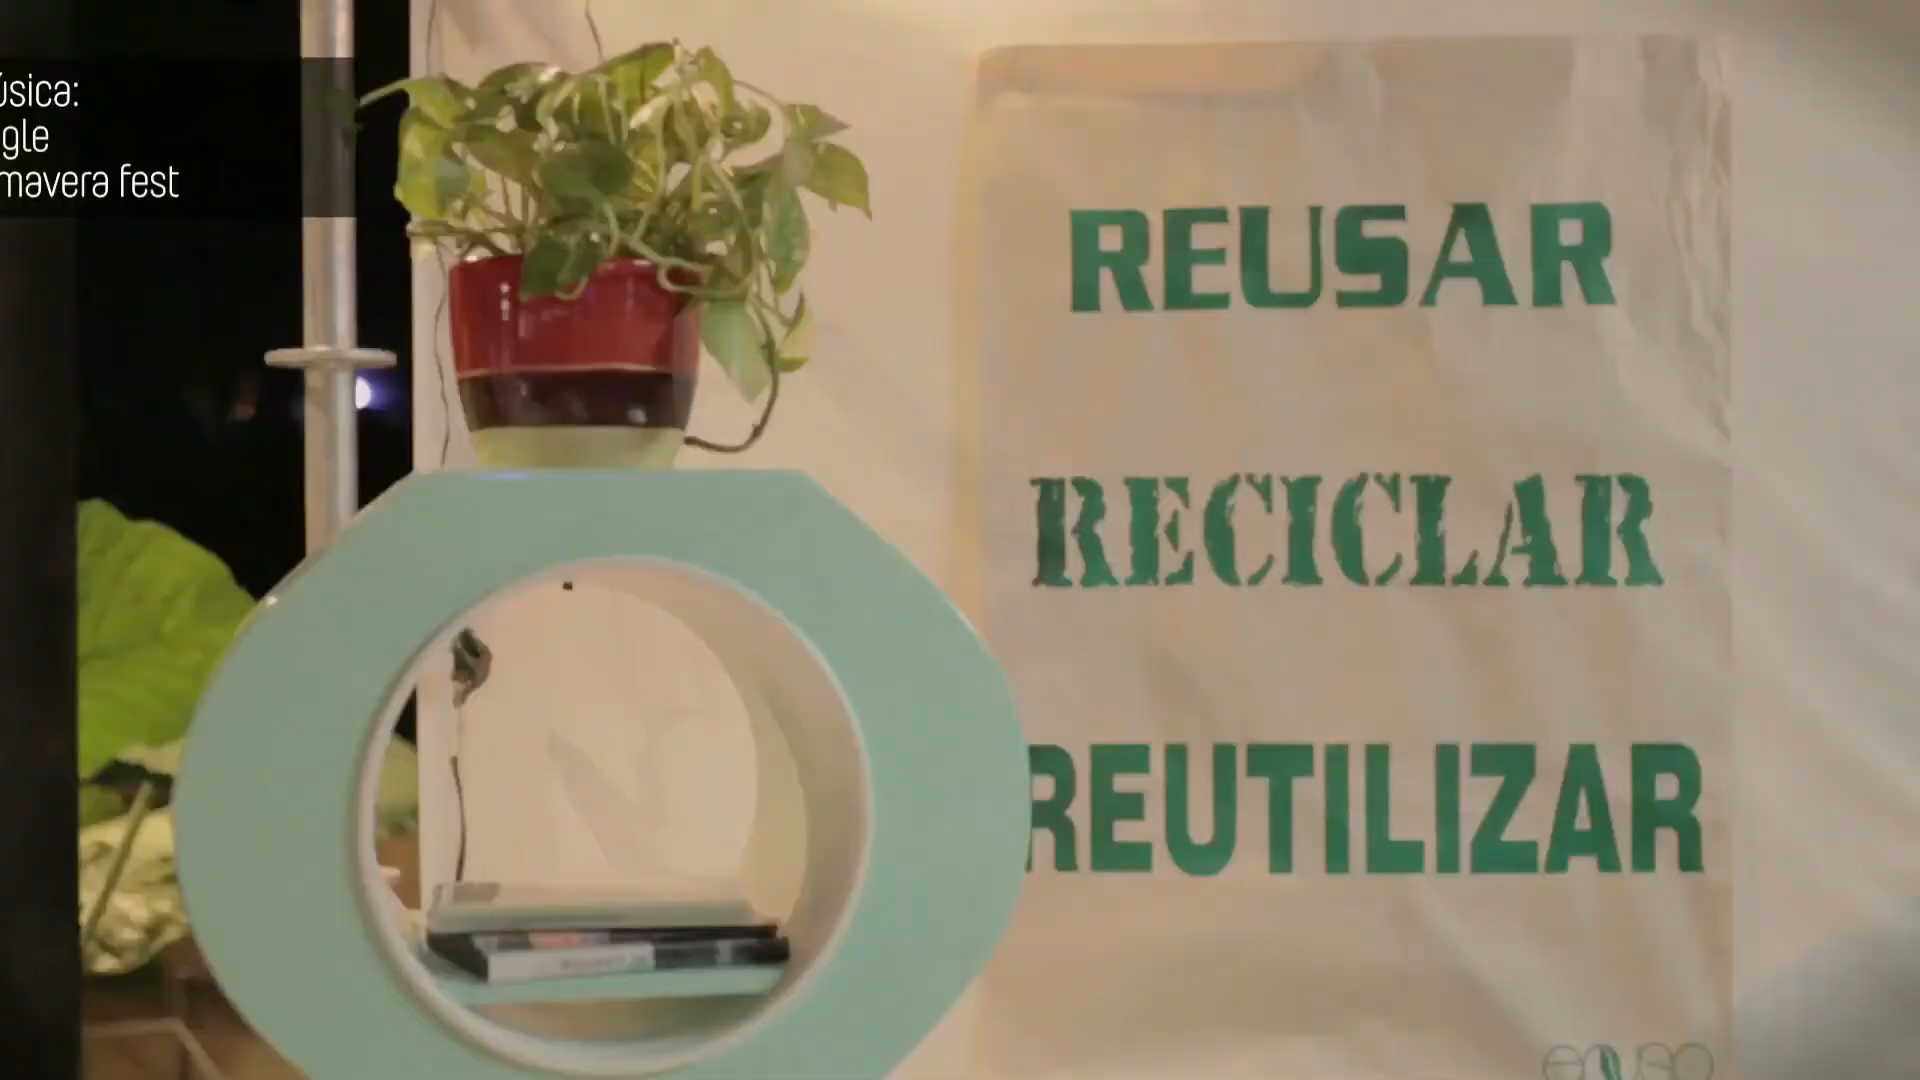 úsica:
gle
mavera fest
REUSAR
RECICLAR
REUTILIZAR